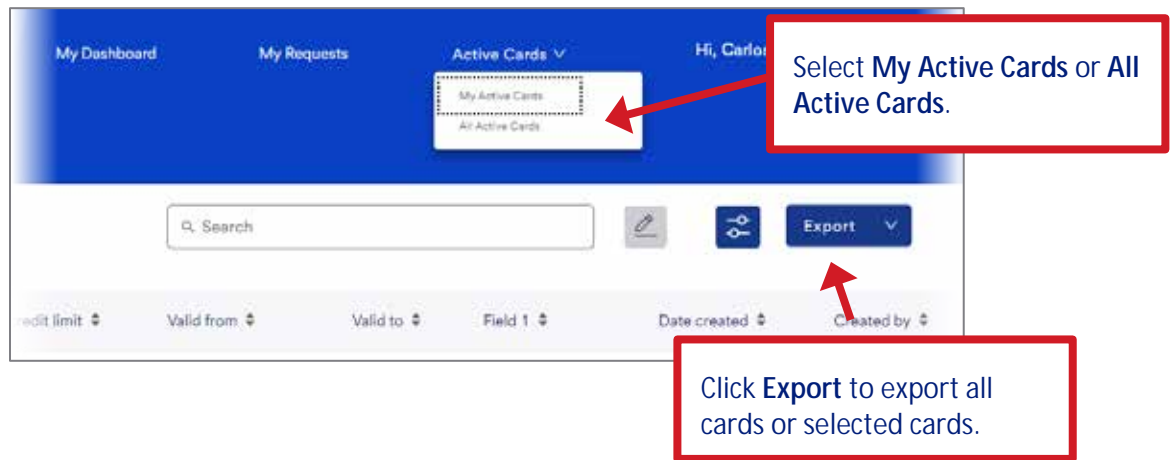 My Dashboard My Requests Active Cards Hi, Carlos
Select My Active Cards or All
Active Cards.
My Active Cards
All Active Cards
Search
Export
edit limit Valid from Valid to Field 1 Date created Created by
Click Export to export all
cards or selected cards.